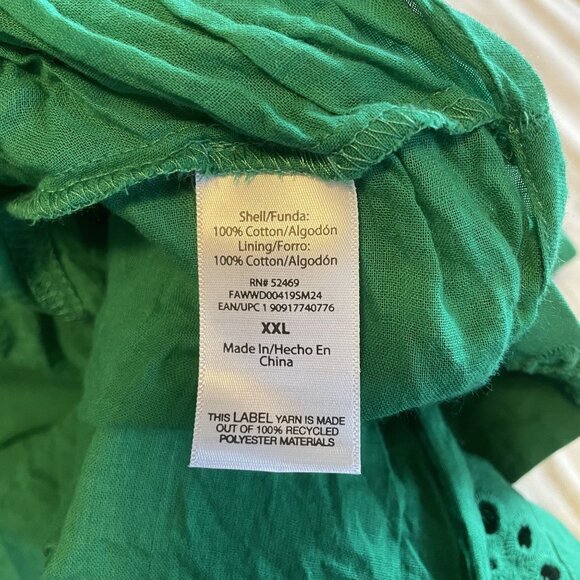 Shell/Funda:
100% Cotton/Algodón
Lining/Forro:
100% Cotton/Algodón
RN# 52469
FAWWD00419SM24
EAN/UPC 1 90917740776
XXL
Made In/Hecho En
China
THIS LABEL YARN IS MADE
OUT OF 100% RECYCLED
POLYESTER MATERIALS